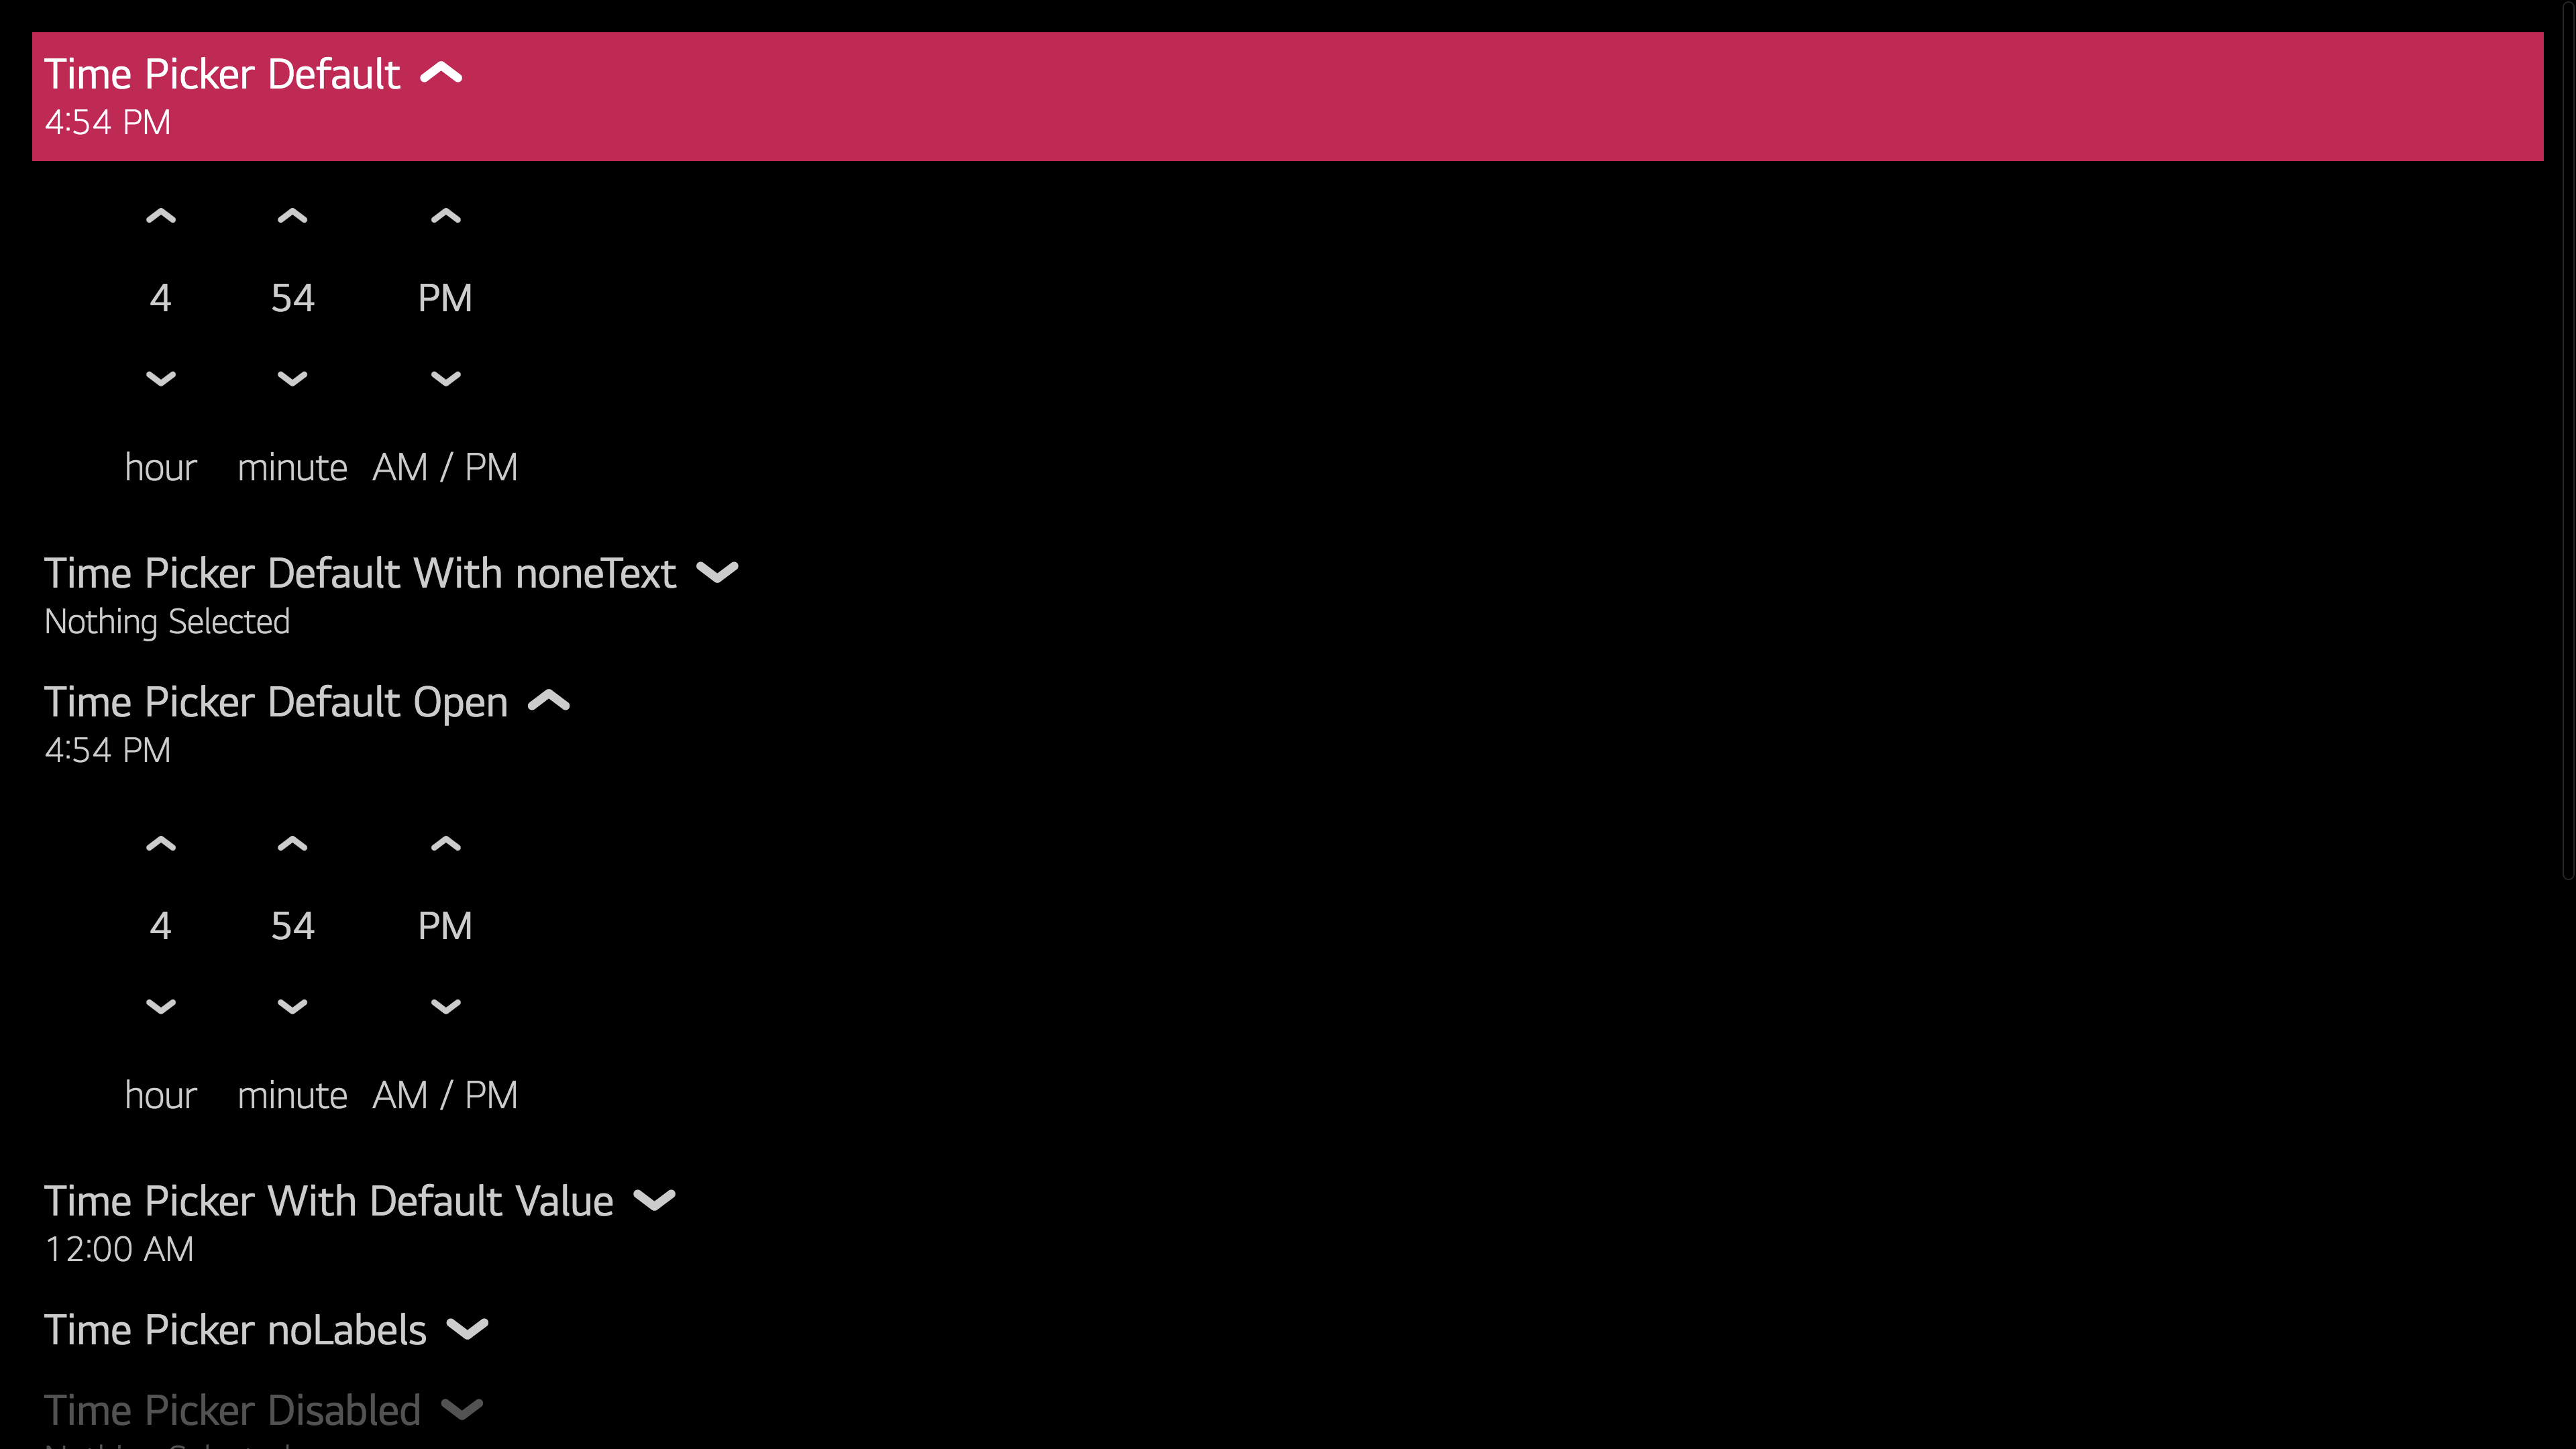 Time Picker Default
4:54 PM
4 54 PM
hour minute AM / PM
Time Picker Default With noneText
Nothing Selected
Time Picker Default Open
4:54 PM
4 54 PM
hour minute AM / PM
Time Picker With Default Value
12:00 AM
Time Picker noLabels
Time Picker Disabled